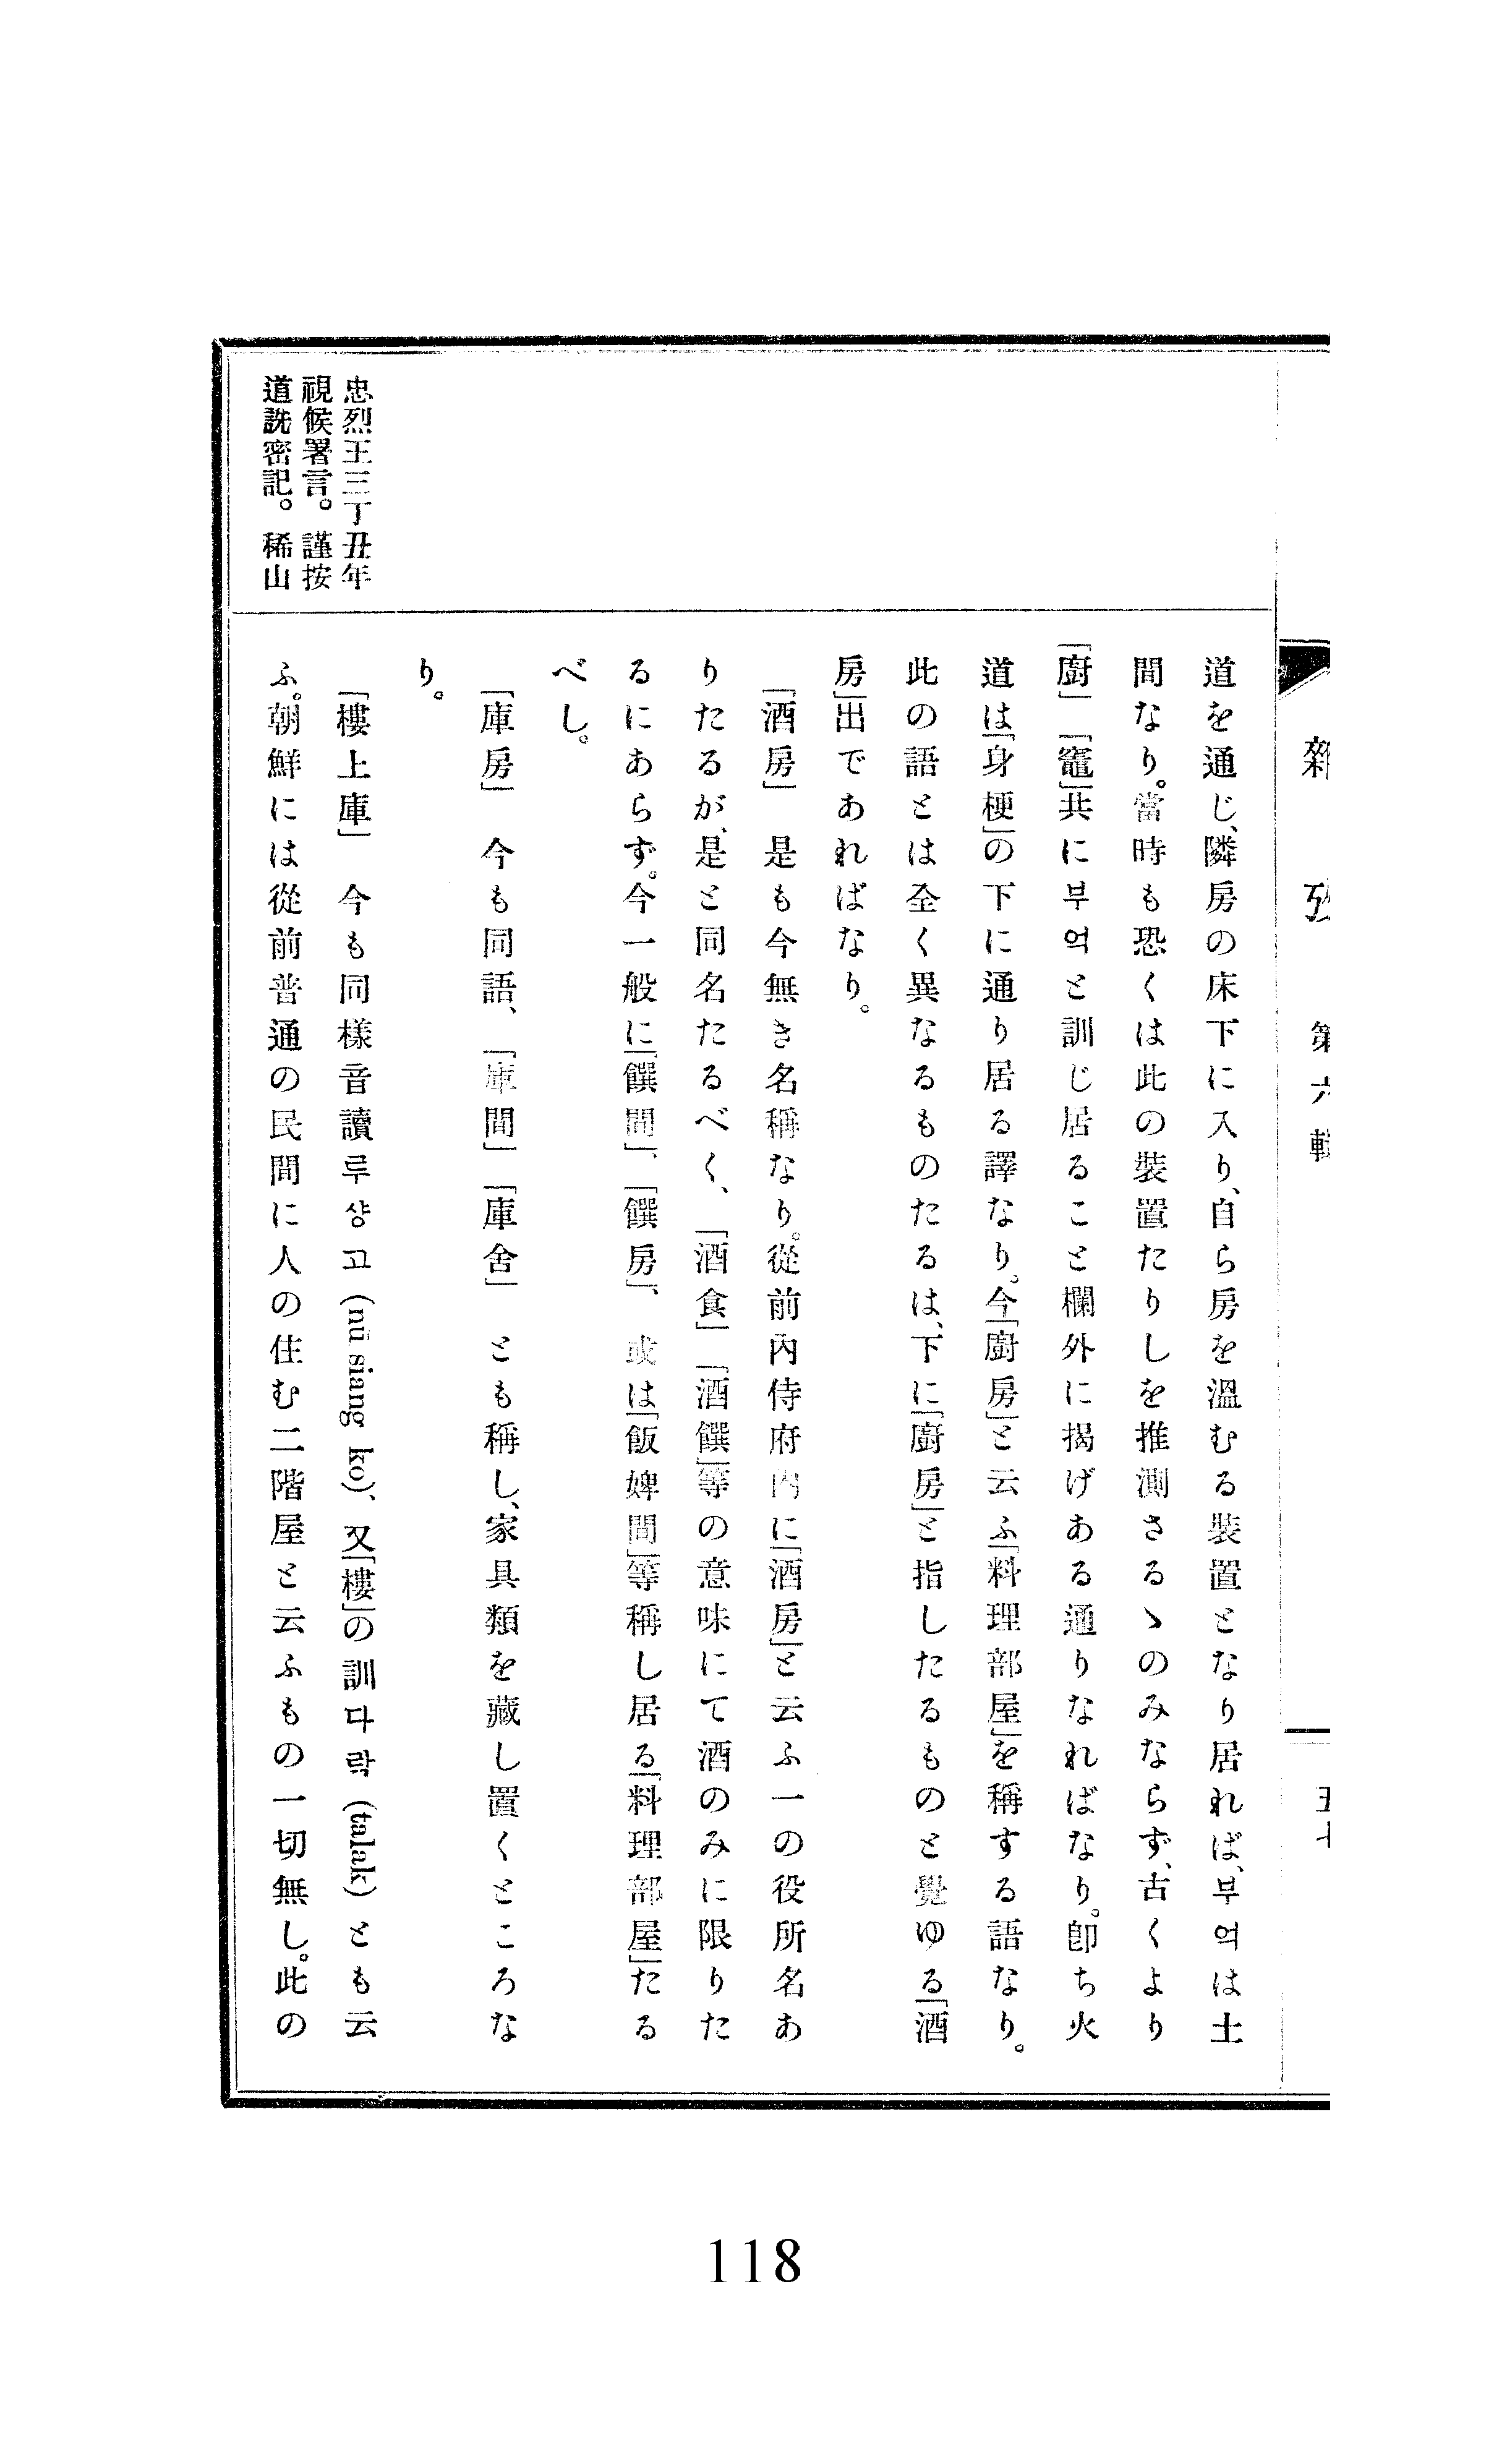 雜攷 第六輯
道を通じ、隣房の床下に入り、自ら房を溫むる裝置となり居れば、부억は土
間なり。當時も恐くは此の裝置たりしを推測さるゝのみならず、古くより
「廚」「竈」共に부억と訓じ居ること欄外に揭げある通りなればなり。卽ち火
道は「身梗」の下に通り居る譯なり。今「廚房」と云ふ「料理部屋」を稱する語なり。
此の語とは全く異なるものたるは、下に「廚房」と指したるものと覺ゆる「酒
房」出であればなり。
「酒房」 是も今無き名稱なり。從前內侍府內に「酒房」と云ふ一の役所名あ
りたるが、是と同名たるべく、「酒食」「酒饌」等の意味にて酒のみに限りた
るにあらず。今一般に「饌間」、「饌房」、或は「飯婢間」等稱し居る「料理部屋」たる
べし。
「庫房」 今も同語、「庫間」「庫舍」 とも稱し、家具類を藏し置くところな
り。
「樓上庫」 今も同樣音讀루샹고 (nū siang ko)、又「樓」の訓다락 (talak) とも云
ふ。朝鮮には從前普通の民間に人の住む二階屋と云ふもの一切無し。此の
忠烈王三丁丑年
視候署言。謹按
道詵密記。稀山
118